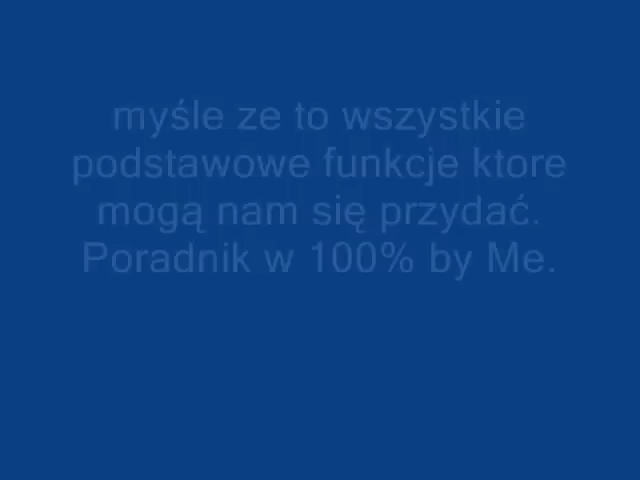 myśle ze to wszystkie
podstawowe funkcje ktore
mogą nam się przydać.
Poradnik w 100% by Me.